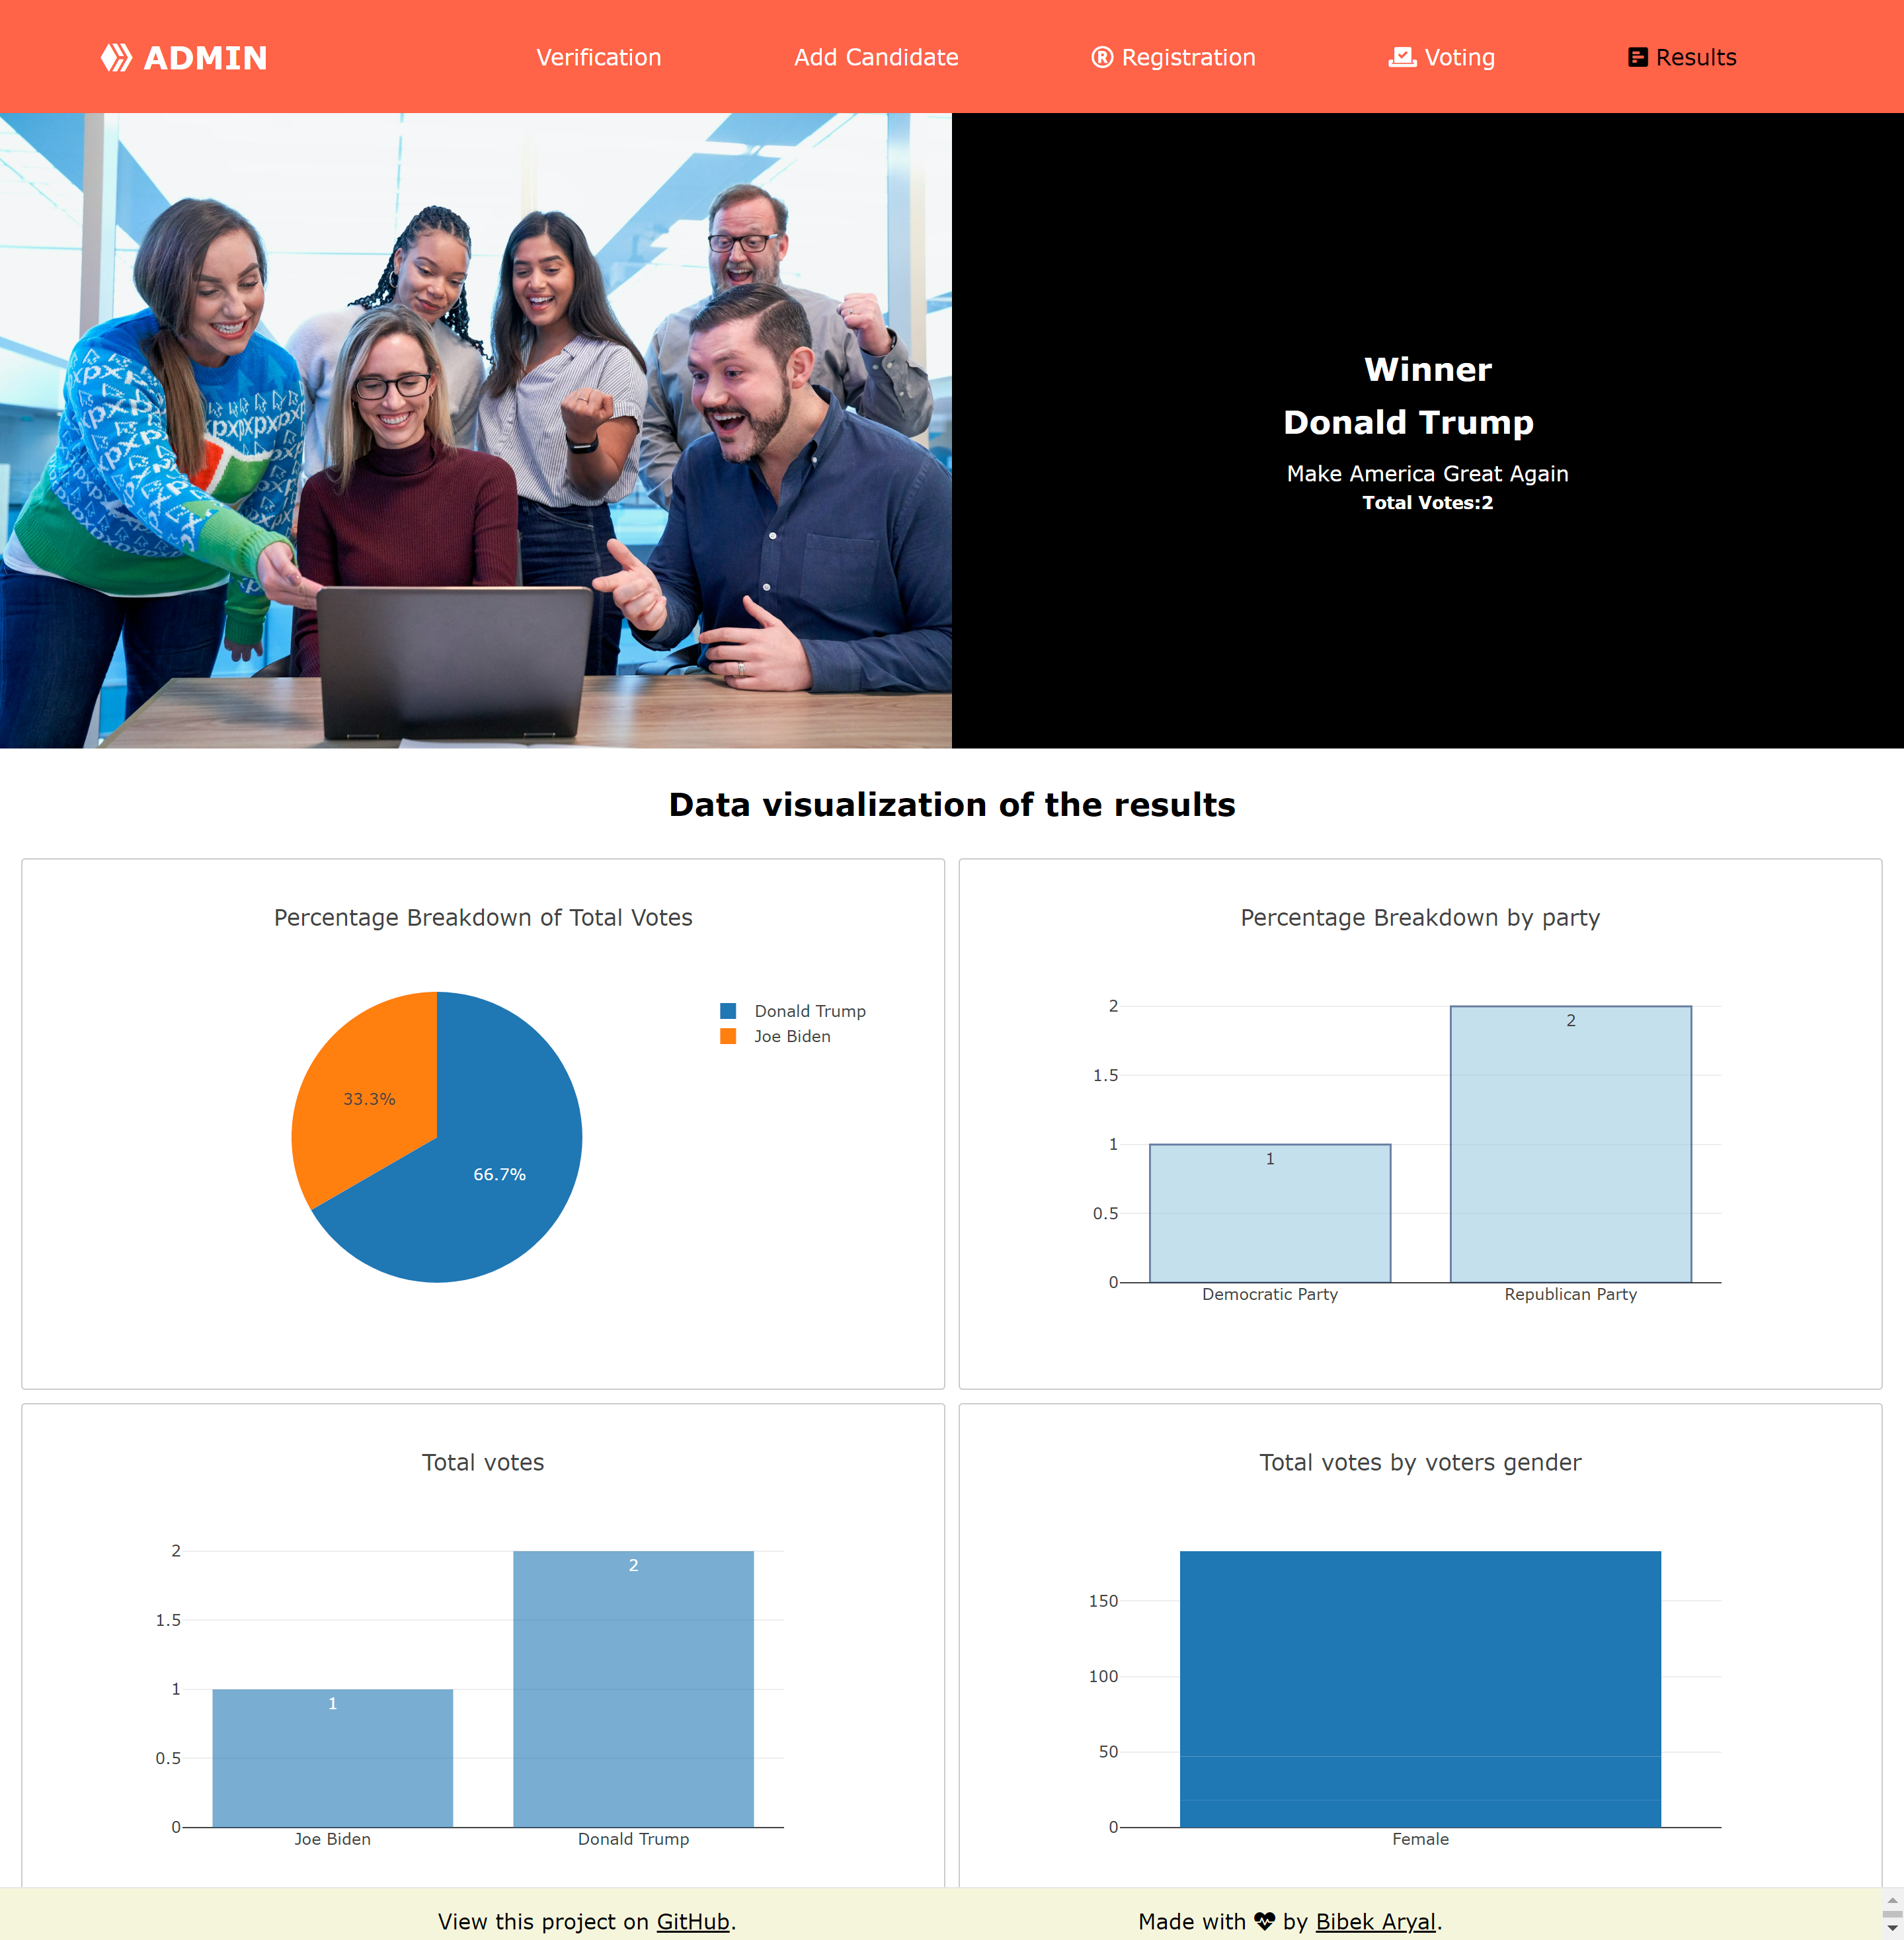 ADMIN
Verification
Add Candidate
Registration
Voting
Results
Winner
Donald Trump
Make America Great Again
Total Votes:2
Data visualization of the results
Percentage Breakdown of Total Votes
Donald Trump
Joe Biden
33.3%
66.7%
Percentage Breakdown by party
2
1.5
1
0.5
0
1
2
Democratic Party
Republican Party
Total votes
2
1.5
1
0.5
0
1
2
Joe Biden
Donald Trump
Total votes by voters gender
150
100
50
0
Female
View this project on GitHub.
Made with by Bibek Aryal.